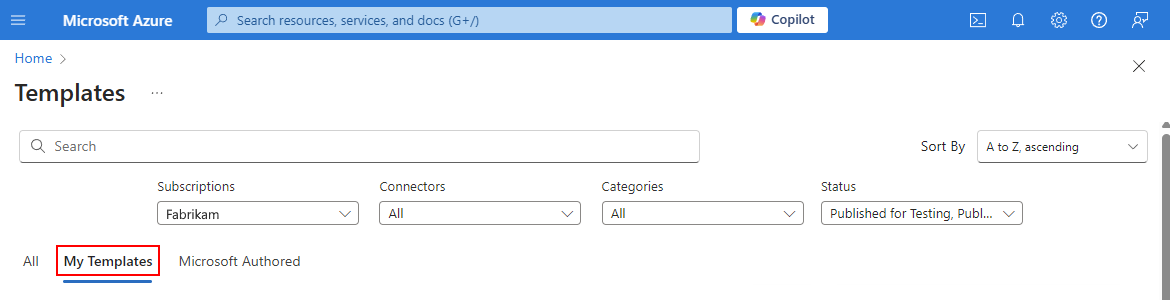 Microsoft Azure Search resources, services, and docs (G+/) Copilot
Home
Templates ...
Search Sort By A to Z, ascending
Subscriptions Connectors Categories Status
Fabrikam All All Published for Testing, Publ...
All My Templates Microsoft Authored